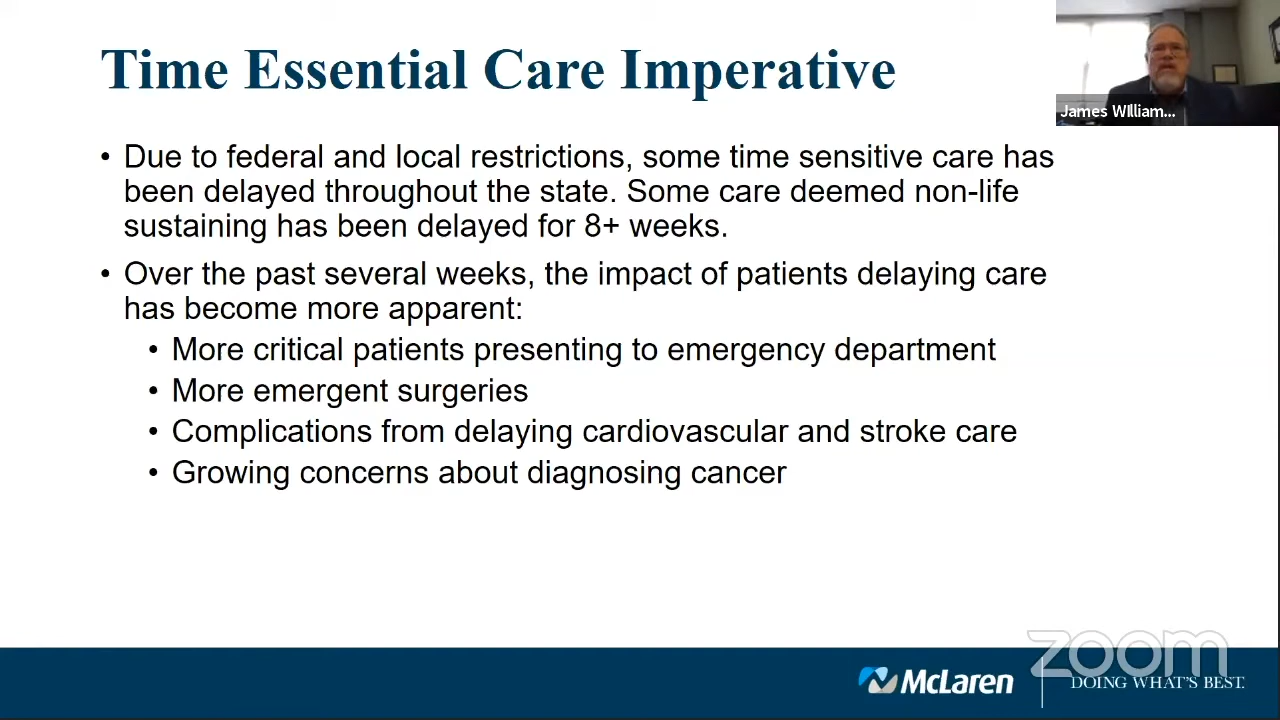 Time Essential Care Imperative
James WIlliam...
• Due to federal and local restrictions, some time sensitive care has
been delayed throughout the state. Some care deemed non-life
sustaining has been delayed for 8+ weeks.
• Over the past several weeks, the impact of patients delaying care
has become more apparent:
• More critical patients presenting to emergency department
• More emergent surgeries
• Complications from delaying cardiovascular and stroke care
• Growing concerns about diagnosing cancer
zoom
McLaren
DOING WHAT'S BEST.